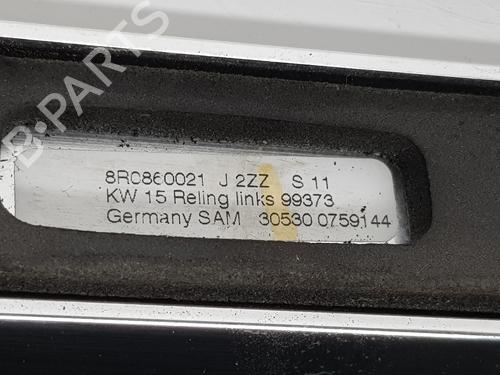 B-PARTS
8R0860021 J 2ZZ S 11
KW 15 Reling links 99373
Germany SAM 30530 0759144